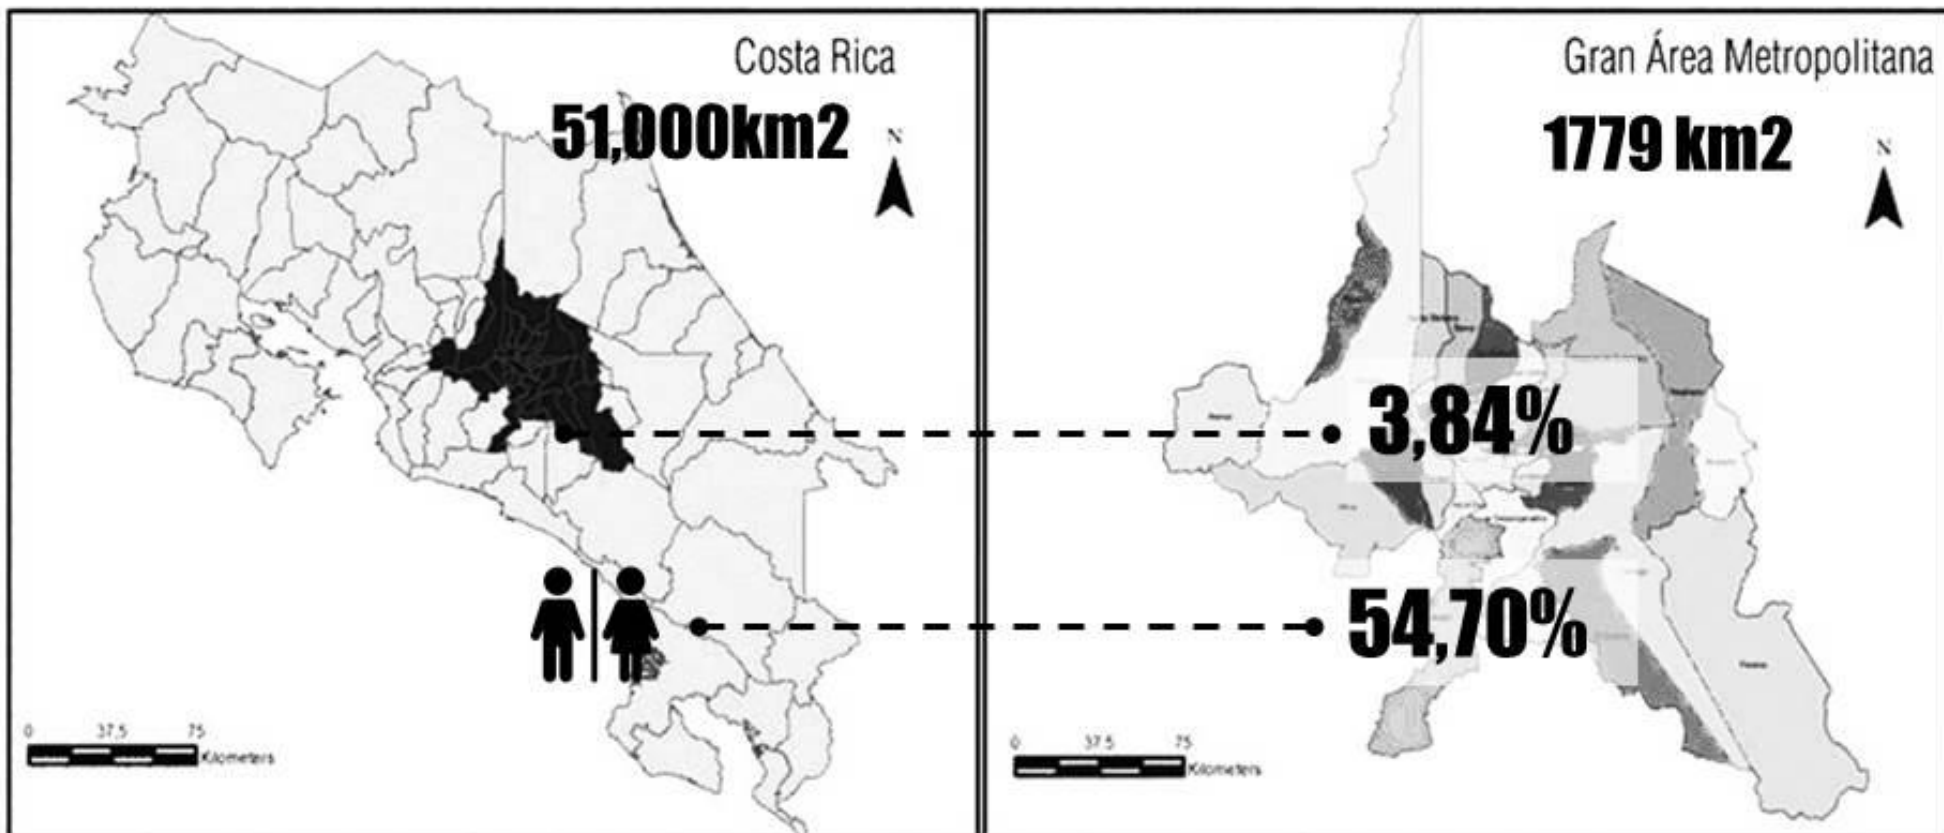 Costa Rica
51,000km2
N
0 37,5 75
Kilometers
Gran Área Metropolitana
1779 km2
N
3,84%
54,70%
0 37.5 75
Kilometers